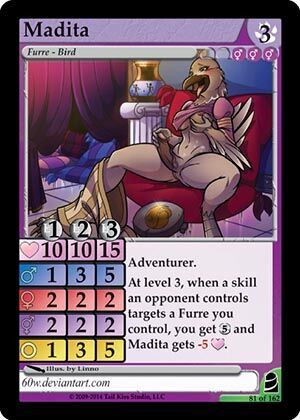 Madita
3
Furre - Bird
1 2 3
10 10 15
1 3 5
2 2 2
2 2 2
1 3 5
Adventurer.
At level 3, when a skill
an opponent controls
targets a Furre you
control, you get 5 and
Madita gets -5
Illus. by Linno
60w.deviantart.com
© 2009-2014 Tail Kiss Studio, LLC
81 of 162